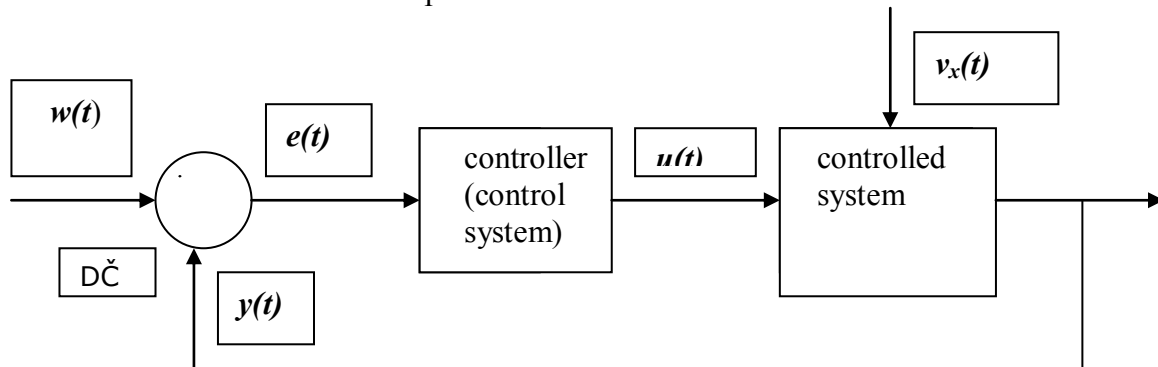 v_x(t)
w(t)
e(t)
controller
(control
system)
u(t)
controlled
system
DČ
y(t)